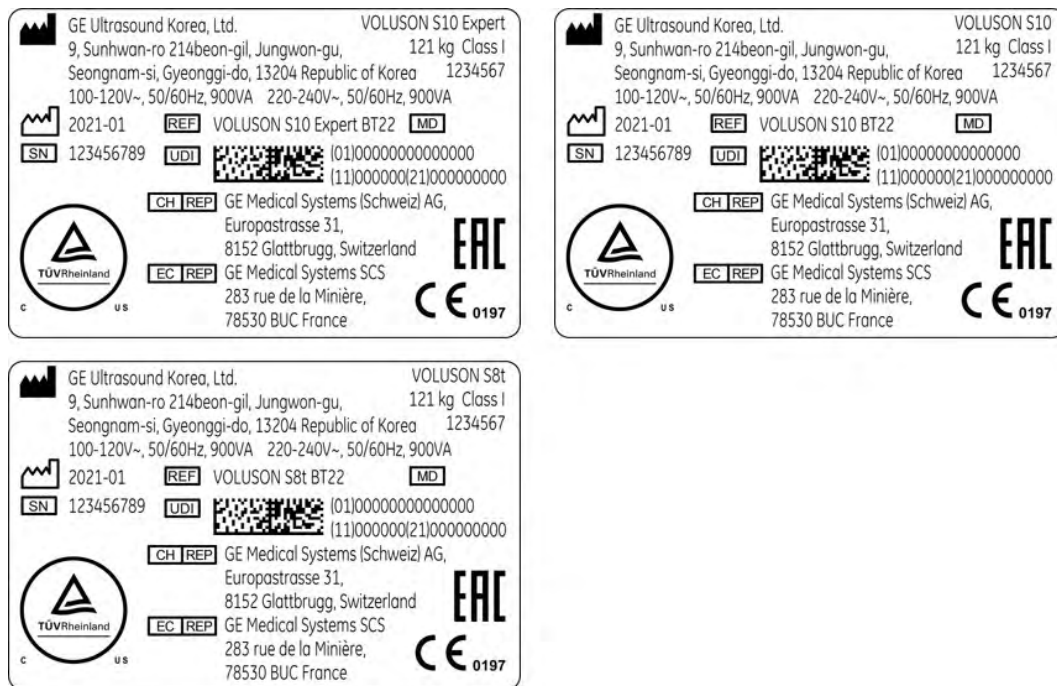 GE Ultrasound Korea, Ltd. VOLUSON S10 Expert
9, Sunhwan-ro 214beon-gil, Jungwon-gu, 121 kg Class I
Seongnam-si, Gyeonggi-do, 13204 Republic of Korea 1234567
100-120V~, 50/60Hz, 900VA 220-240V~, 50/60Hz, 900VA
2021-01 REF VOLUSON S10 Expert BT22 MD
SN 123456789 UDI (01)00000000000000
(11)000000(21)000000000
CH REP GE Medical Systems (Schweiz) AG,
Europastrasse 31,
8152 Glattbrugg, Switzerland
EAC
TÜVRheinland
C US
EC REP GE Medical Systems SCS
283 rue de la Minière,
78530 BUC France
CE 0197
GE Ultrasound Korea, Ltd. VOLUSON S10
9, Sunhwan-ro 214beon-gil, Jungwon-gu, 121 kg Class I
Seongnam-si, Gyeonggi-do, 13204 Republic of Korea 1234567
100-120V~, 50/60Hz, 900VA 220-240V~, 50/60Hz, 900VA
2021-01 REF VOLUSON S10 BT22 MD
SN 123456789 UDI (01)00000000000000
(11)000000(21)000000000
CH REP GE Medical Systems (Schweiz) AG,
Europastrasse 31,
8152 Glattbrugg, Switzerland
EAC
TÜVRheinland
C US
EC REP GE Medical Systems SCS
283 rue de la Minière,
78530 BUC France
CE 0197
GE Ultrasound Korea, Ltd. VOLUSON S8t
9, Sunhwan-ro 214beon-gil, Jungwon-gu, 121 kg Class I
Seongnam-si, Gyeonggi-do, 13204 Republic of Korea 1234567
100-120V~, 50/60Hz, 900VA 220-240V~, 50/60Hz, 900VA
2021-01 REF VOLUSON S8t BT22 MD
SN 123456789 UDI (01)00000000000000
(11)000000(21)000000000
CH REP GE Medical Systems (Schweiz) AG,
Europastrasse 31,
8152 Glattbrugg, Switzerland
EAC
TÜVRheinland
C US
EC REP GE Medical Systems SCS
283 rue de la Minière,
78530 BUC France
CE 0197